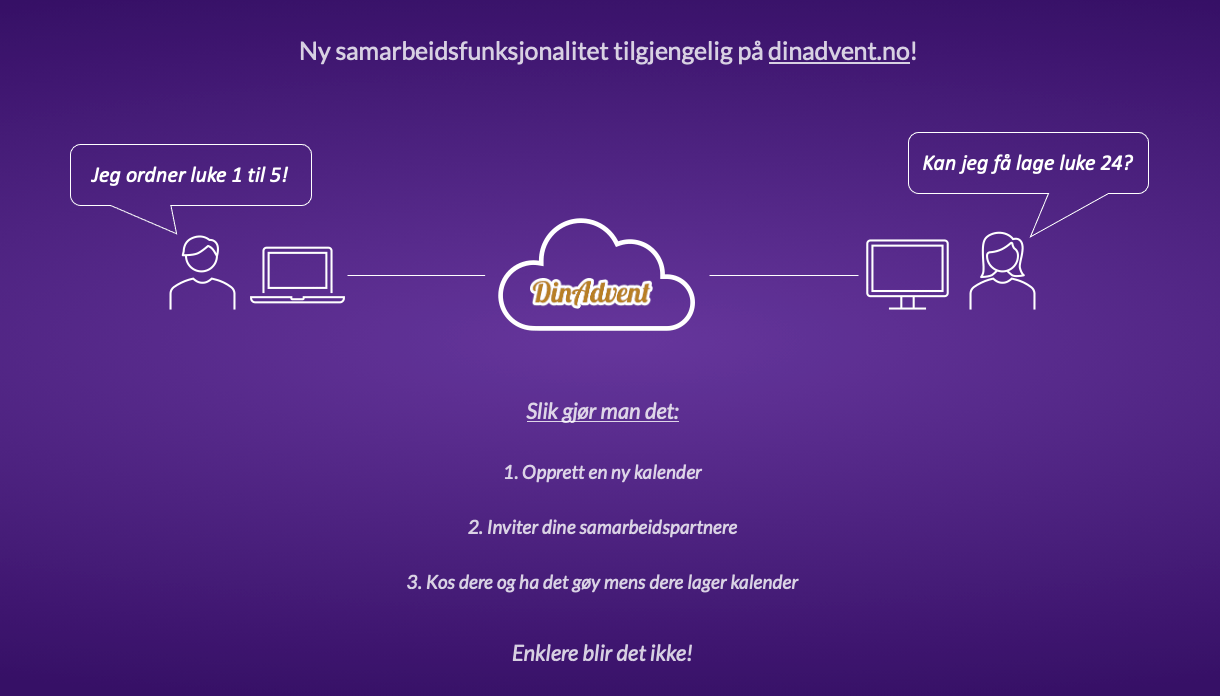 Ny samarbeidsfunksjonalitet tilgjengelig på dinadvent.no!
Jeg ordner luke 1 til 5!
Kan jeg få lage luke 24?
DinAdvent
Slik gjør man det:
1. Opprett en ny kalender
2. Inviter dine samarbeidspartnere
3. Kos dere og ha det gøy mens dere lager kalender
Enklere blir det ikke!